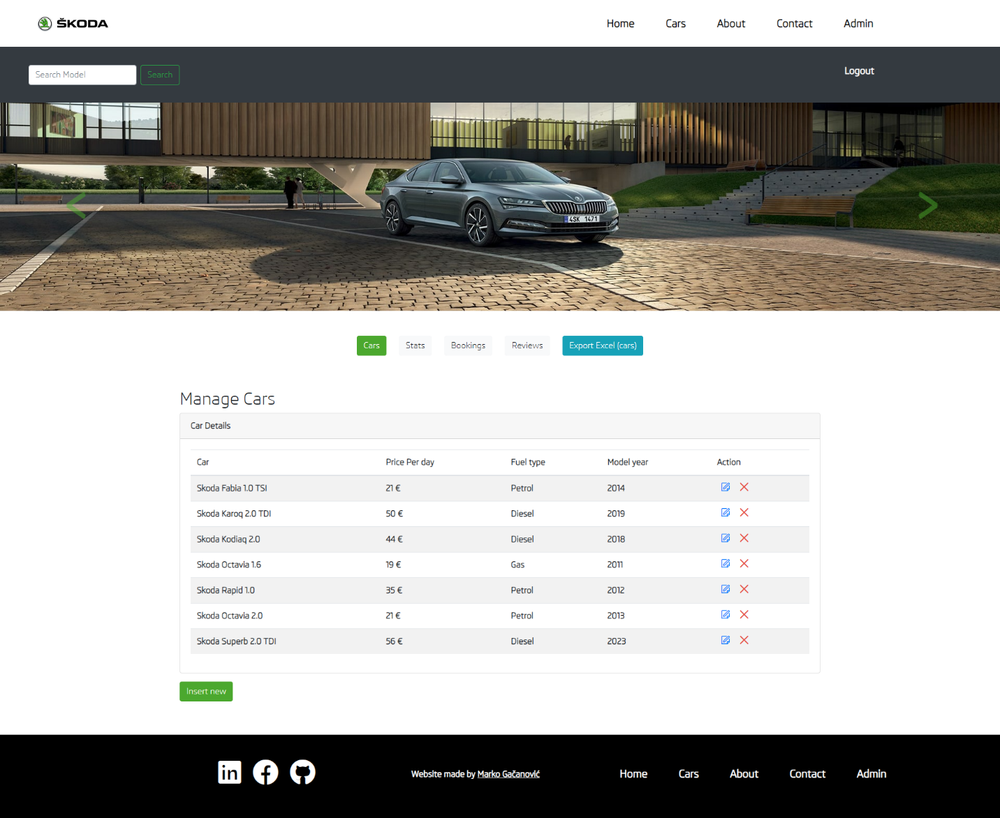 ŠKODA
Home Cars About Contact Admin
Search Model Search Logout
4SK 1471
Cars Stats Bookings Reviews Export Excel (cars)
Manage Cars
Car Details
Car Price Per day Fuel type Model year Action
Skoda Fabia 1.0 TSI 21 € Petrol 2014
Skoda Karoq 2.0 TDI 50 € Diesel 2019
Skoda Kodiaq 2.0 44 € Diesel 2018
Skoda Octavia 1.6 19 € Gas 2011
Skoda Rapid 1.0 35 € Petrol 2012
Skoda Octavia 2.0 21 € Petrol 2013
Skoda Superb 2.0 TDI 56 € Diesel 2023
Insert new
in f Website made by Marko Gačanović Home Cars About Contact Admin